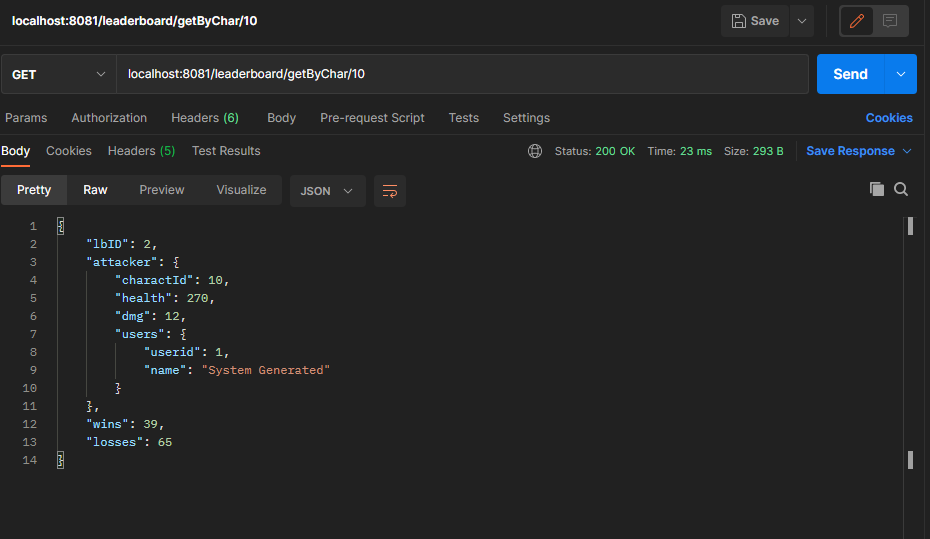 localhost:8081/leaderboard/getByChar/10 Save
GET localhost:8081/leaderboard/getByChar/10 Send
Params Authorization Headers (6) Body Pre-request Script Tests Settings Cookies
Body Cookies Headers (5) Test Results Status: 200 OK Time: 23 ms Size: 293 B Save Response
Pretty Raw Preview Visualize JSON
1 {
2 "lbID": 2,
3 "attacker": {
4 "charactId": 10,
5 "health": 270,
6 "dmg": 12,
7 "users": {
8 "userid": 1,
9 "name": "System Generated"
10 }
11 },
12 "wins": 39,
13 "losses": 65
14 }